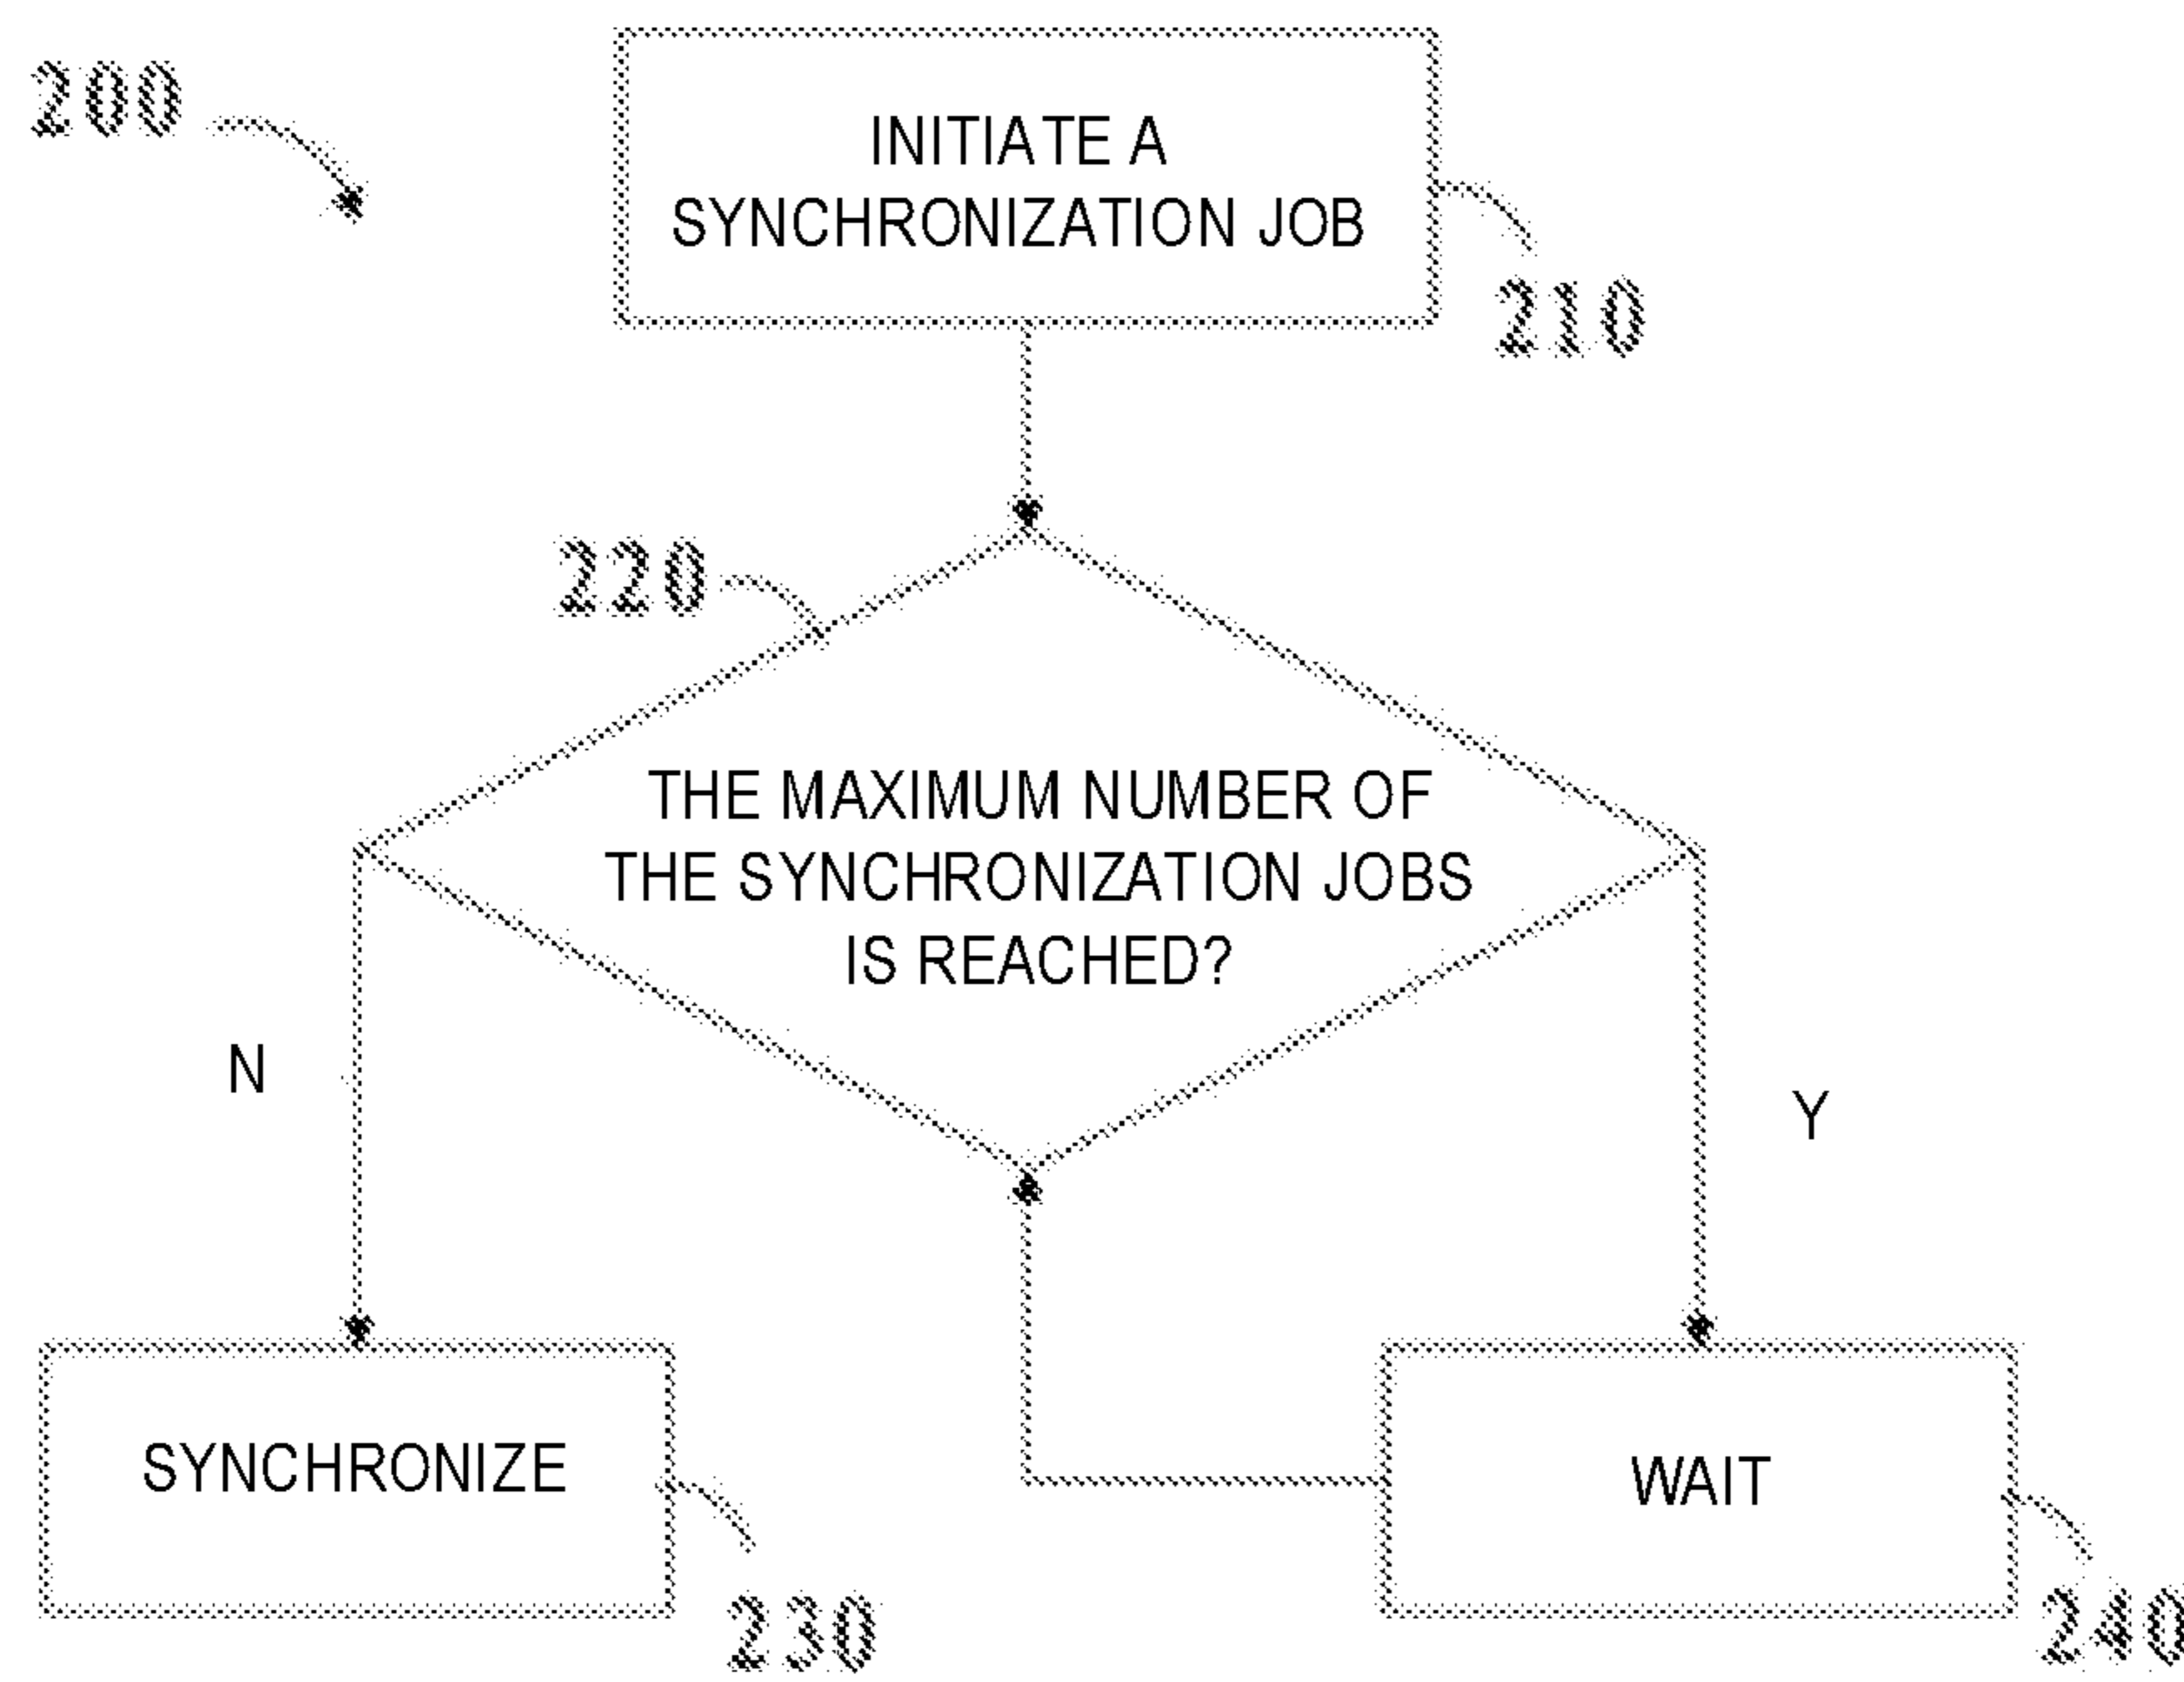 200
INITIATE A
SYNCHRONIZATION JOB
210
220
THE MAXIMUM NUMBER OF
THE SYNCHRONIZATION JOBS
IS REACHED?
N
Y
SYNCHRONIZE
WAIT
230
240